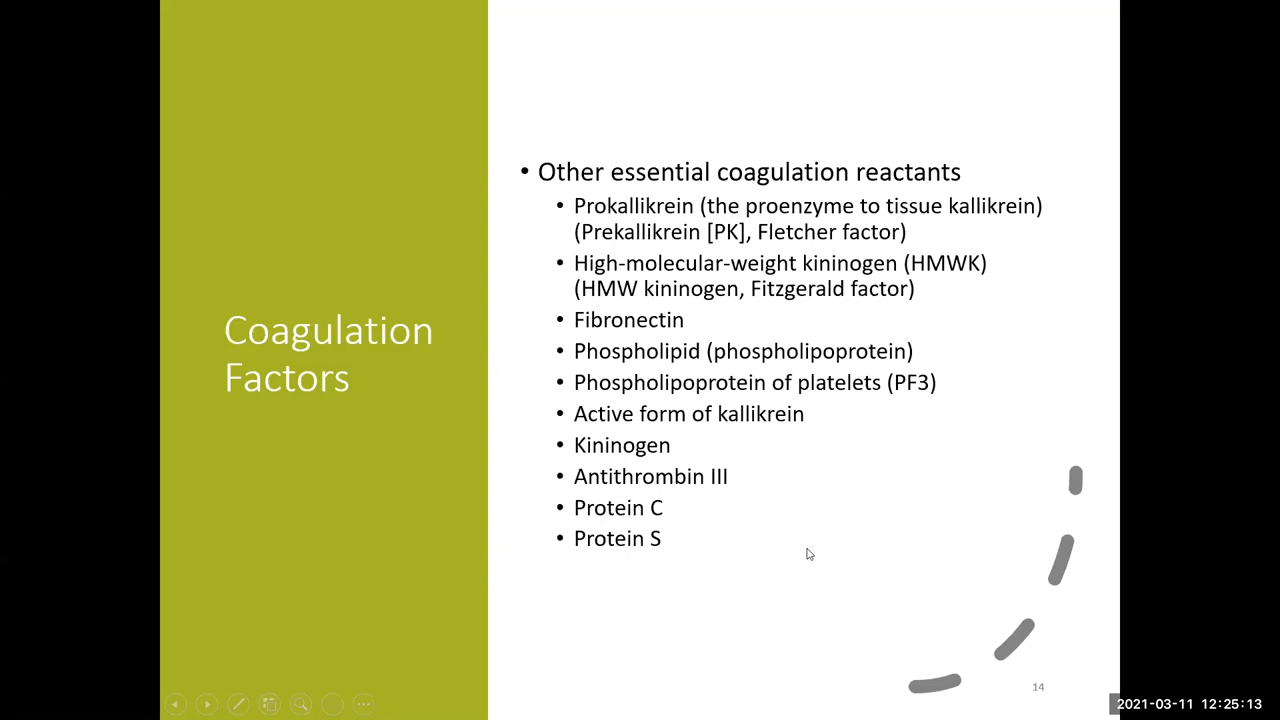 Coagulation
Factors
• Other essential coagulation reactants
• Prokallikrein (the proenzyme to tissue kallikrein)
(Prekallikrein [PK], Fletcher factor)
• High-molecular-weight kininogen (HMWK)
(HMW kininogen, Fitzgerald factor)
• Fibronectin
• Phospholipid (phospholipoprotein)
• Phospholipoprotein of platelets (PF3)
• Active form of kallikrein
• Kininogen
• Antithrombin III
• Protein C
• Protein S
14
2021-03-11 12:25:13